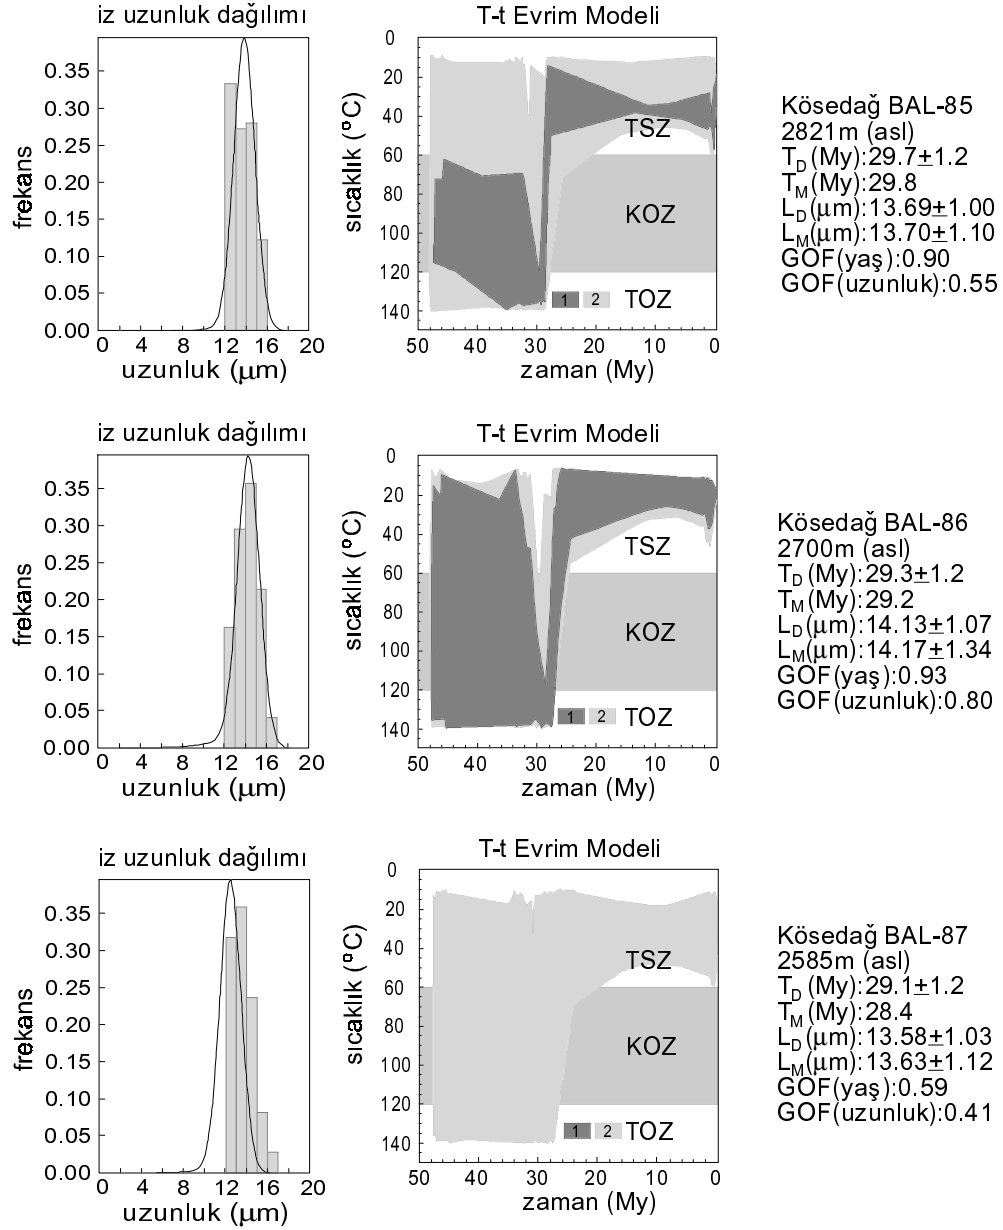 iz uzunluk dağılımı
T-t Evrim Modeli
frekans
0.35
0.30
0.25
0.20
0.15
0.10
0.05
0.00
0 4 8 12 16 20
uzunluk (μm)
sıcaklık (ºC)
0
20
40
60
80
100
120
140
TSZ
KOZ
1 2 TOZ
50 40 30 20 10 0
zaman (My)
Kösedağ BAL-85
2821m (asl)
T_D (My):29.7±1.2
T_M (My):29.8
L_D(μm):13.69±1.00
L_M(μm):13.70±1.10
GOF(yaş):0.90
GOF(uzunluk):0.55
iz uzunluk dağılımı
T-t Evrim Modeli
frekans
0.35
0.30
0.25
0.20
0.15
0.10
0.05
0.00
0 4 8 12 16 20
uzunluk (μm)
sıcaklık (ºC)
0
20
40
60
80
100
120
140
TSZ
KOZ
1 2 TOZ
50 40 30 20 10 0
zaman (My)
Kösedağ BAL-86
2700m (asl)
T_D (My):29.3±1.2
T_M (My):29.2
L_D(μm):14.13±1.07
L_M(μm):14.17±1.34
GOF(yaş):0.93
GOF(uzunluk):0.80
iz uzunluk dağılımı
T-t Evrim Modeli
frekans
0.35
0.30
0.25
0.20
0.15
0.10
0.05
0.00
0 4 8 12 16 20
uzunluk (μm)
sıcaklık (ºC)
0
20
40
60
80
100
120
140
TSZ
KOZ
1 2 TOZ
50 40 30 20 10 0
zaman (My)
Kösedağ BAL-87
2585m (asl)
T_D (My):29.1±1.2
T_M (My):28.4
L_D(μm):13.58±1.03
L_M(μm):13.63±1.12
GOF(yaş):0.59
GOF(uzunluk):0.41